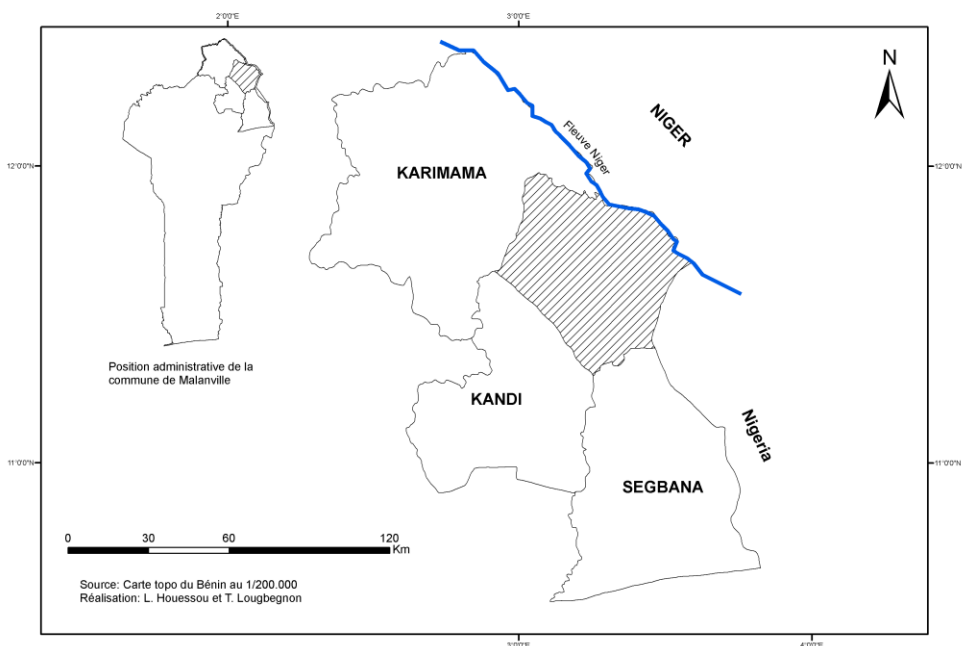 2°0'0"E
3°0'0"E
N
NIGER
Fleuve Niger
12°0'0"N
12°0'0"N
KARIMAMA
Position administrative de la
commune de Malanville
KANDI
Nigeria
11°0'0"N
11°0'0"N
SEGBANA
0 30 60 120
Km
Source: Carte topo du Bénin au 1/200.000
Réalisation: L. Houessou et T. Lougbegnon
3°0'0"E
4°0'0"E